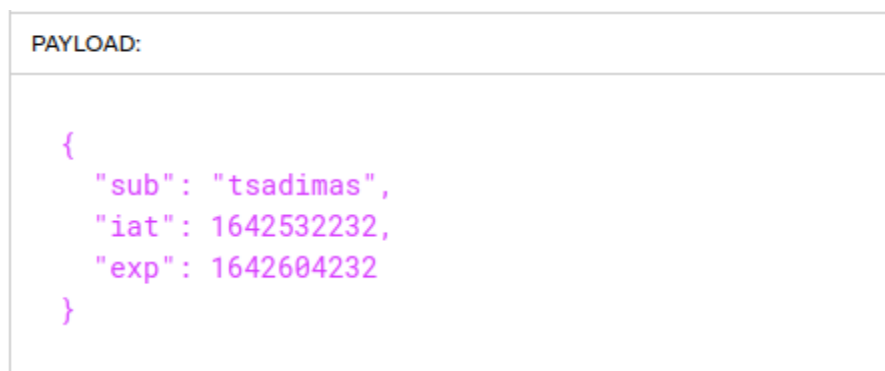 PAYLOAD:
{
"sub": "tsadimas",
"iat": 1642532232,
"exp": 1642604232
}